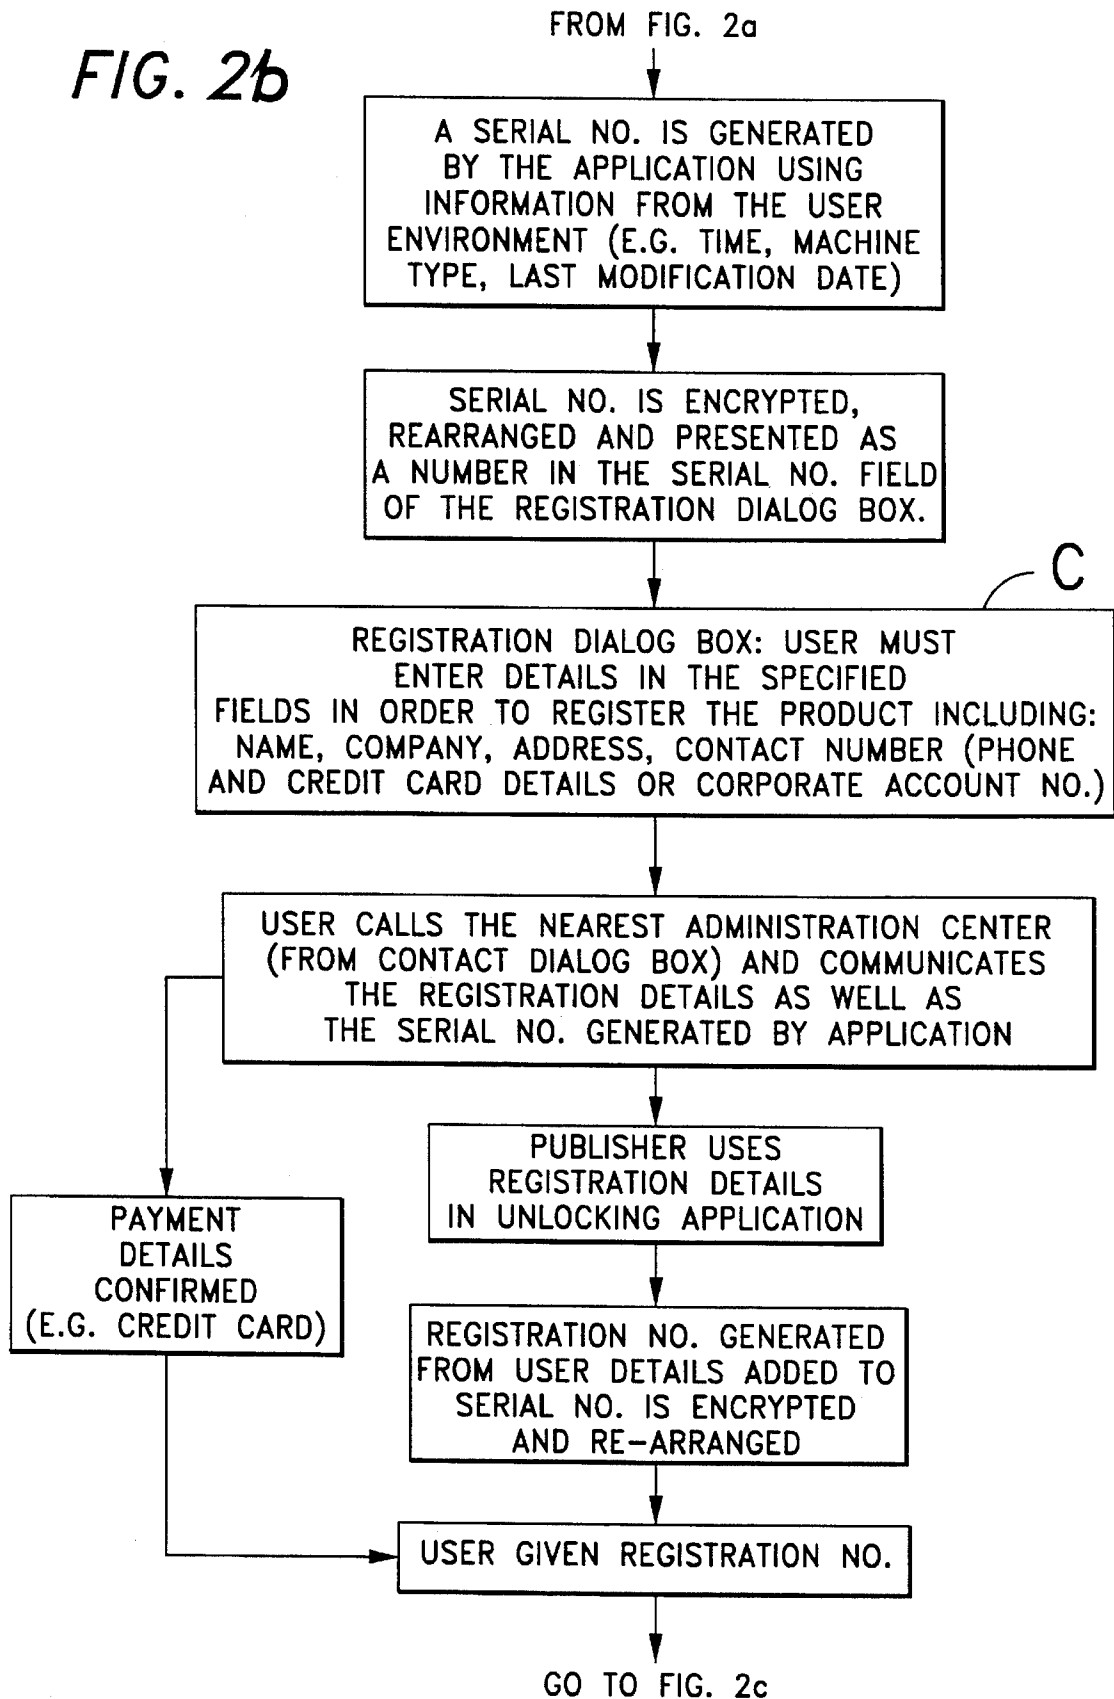 FROM FIG. 2a
FIG. 2b
A SERIAL NO. IS GENERATED
BY THE APPLICATION USING
INFORMATION FROM THE USER
ENVIRONMENT (E.G. TIME, MACHINE
TYPE, LAST MODIFICATION DATE)
SERIAL NO. IS ENCRYPTED,
REARRANGED AND PRESENTED AS
A NUMBER IN THE SERIAL NO. FIELD
OF THE REGISTRATION DIALOG BOX.
C
REGISTRATION DIALOG BOX: USER MUST
ENTER DETAILS IN THE SPECIFIED
FIELDS IN ORDER TO REGISTER THE PRODUCT INCLUDING:
NAME, COMPANY, ADDRESS, CONTACT NUMBER (PHONE
AND CREDIT CARD DETAILS OR CORPORATE ACCOUNT NO.)
USER CALLS THE NEAREST ADMINISTRATION CENTER
(FROM CONTACT DIALOG BOX) AND COMMUNICATES
THE REGISTRATION DETAILS AS WELL AS
THE SERIAL NO. GENERATED BY APPLICATION
PUBLISHER USES
REGISTRATION DETAILS
IN UNLOCKING APPLICATION
PAYMENT
DETAILS
CONFIRMED
(E.G. CREDIT CARD)
REGISTRATION NO. GENERATED
FROM USER DETAILS ADDED TO
SERIAL NO. IS ENCRYPTED
AND RE-ARRANGED
USER GIVEN REGISTRATION NO.
GO TO FIG. 2c